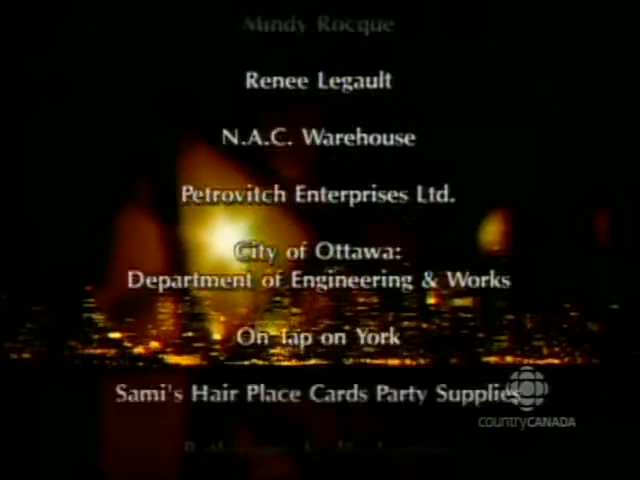 Mindy Rocque
Renee Legault
N.A.C. Warehouse
Petrovitch Enterprises Ltd.
City of Ottawa:
Department of Engineering & Works
On Tap on York
Sami's Hair Place Cards Party Supplies
countryCANADA